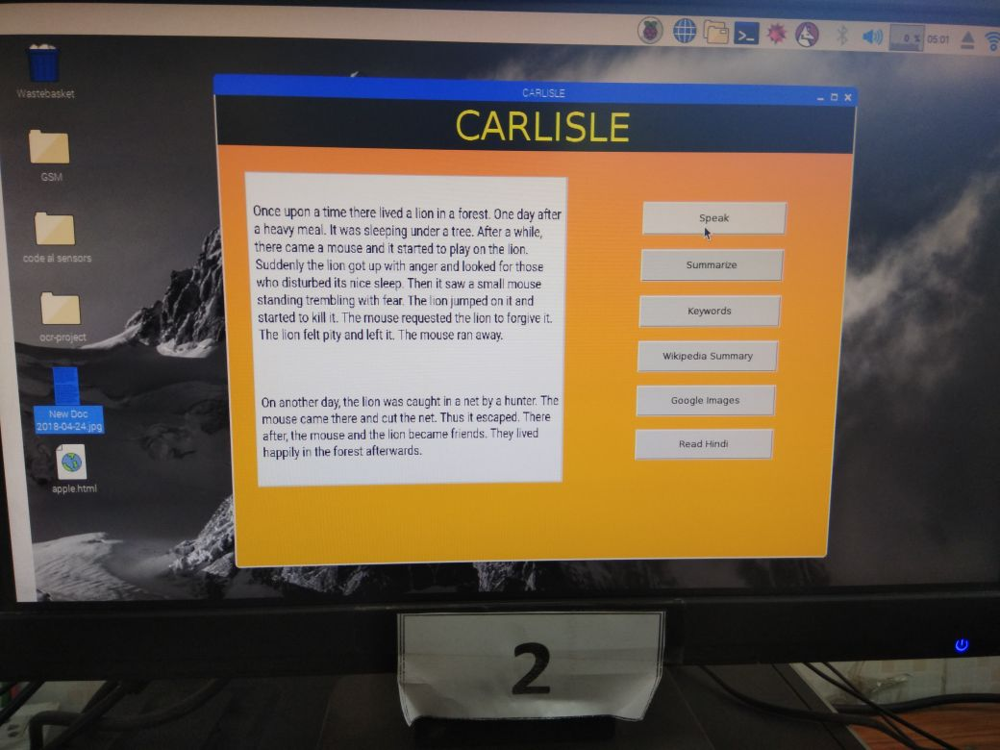 0 %
05:01
Wastebasket
GSM
code al sensors
ocr-project
New Doc
2018-04-24.jpg
apple.html
CARLISLE
CARLISLE
Once upon a time there lived a lion in a forest. One day after
a heavy meal. It was sleeping under a tree. After a while,
there came a mouse and it started to play on the lion.
Suddenly the lion got up with anger and looked for those
who disturbed its nice sleep. Then it saw a small mouse
standing trembling with fear. The lion jumped on it and
started to kill it. The mouse requested the lion to forgive it.
The lion felt pity and left it. The mouse ran away.
On another day, the lion was caught in a net by a hunter. The
mouse came there and cut the net. Thus it escaped. There
after, the mouse and the lion became friends. They lived
happily in the forest afterwards.
Speak
Summarize
Keywords
Wikipedia Summary
Google Images
Read Hindi
2